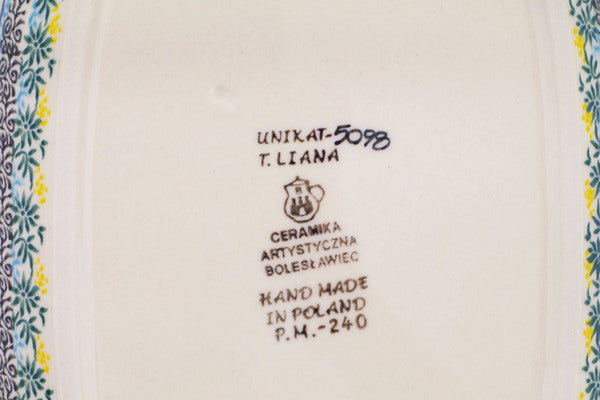 UNIKAT-5098
T. LIANA
B
CERAMIKA
ARTYSTYCZNA
BOLESŁAWIEC
HAND MADE
IN POLAND
P.M.-240